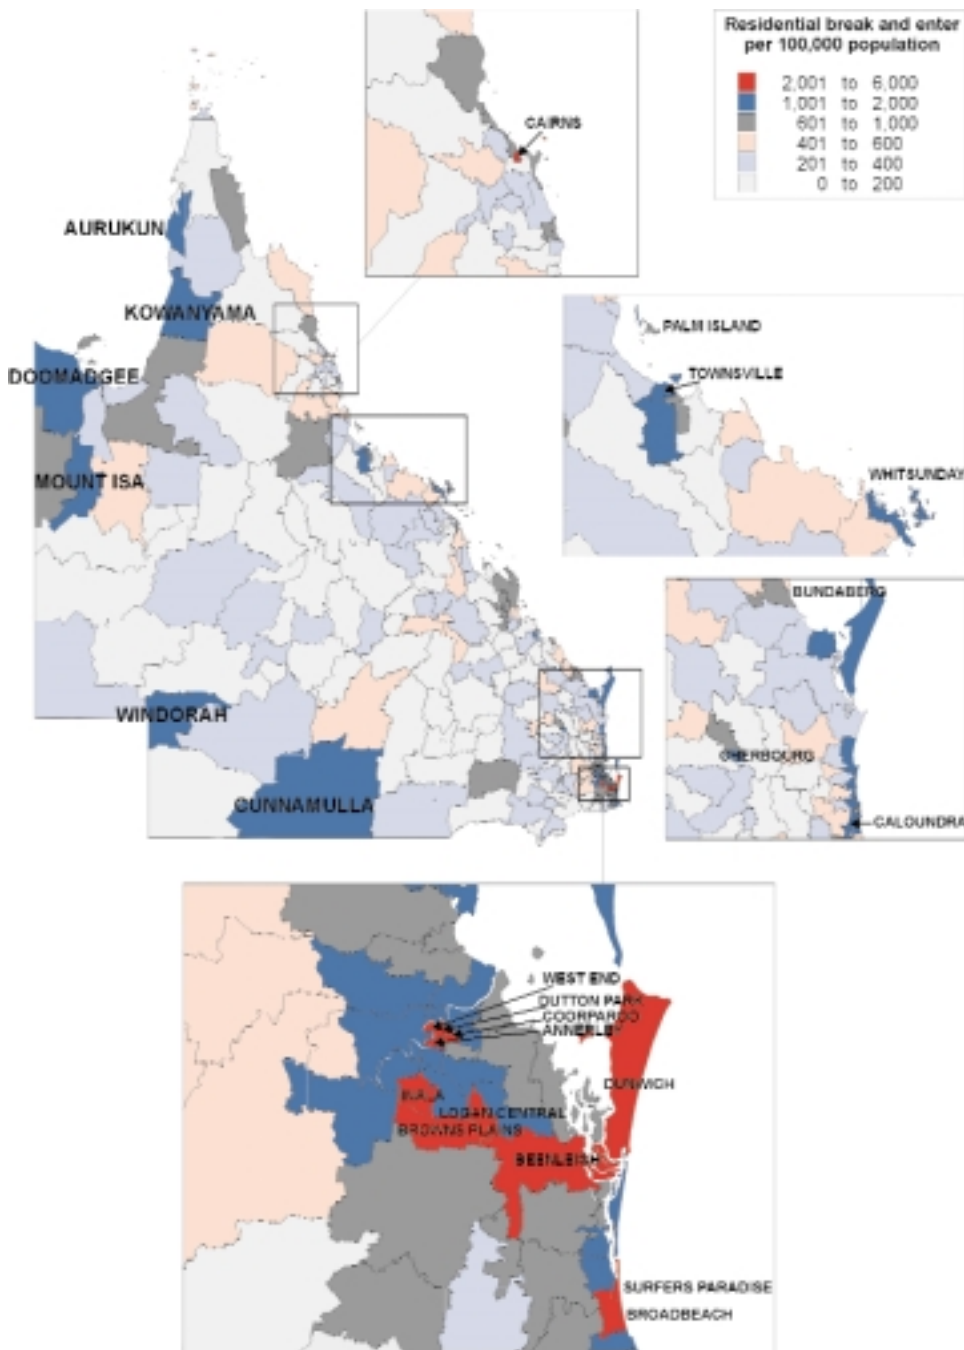 Residential break and enter
per 100,000 population
2,001 to 6,000
1,001 to 2,000
601 to 1,000
401 to 600
201 to 400
0 to 200
CAIRNS
AURUKUN
KOWANYAMA
DOOMADGEE
MOUNT ISA
PALM ISLAND
TOWNSVILLE
WHITSUNDAY
BUNDABERG
WINDORAH
CUNNAMULLA
CHERBOURG
CALOUNDRA
WEST END
DUTTON PARK
COORPAROO
ANNERLEY
DUNWICH
INALA
LOGAN CENTRAL
BROWNS PLAINS
BEENLEIGH
SURFERS PARADISE
BROADBEACH